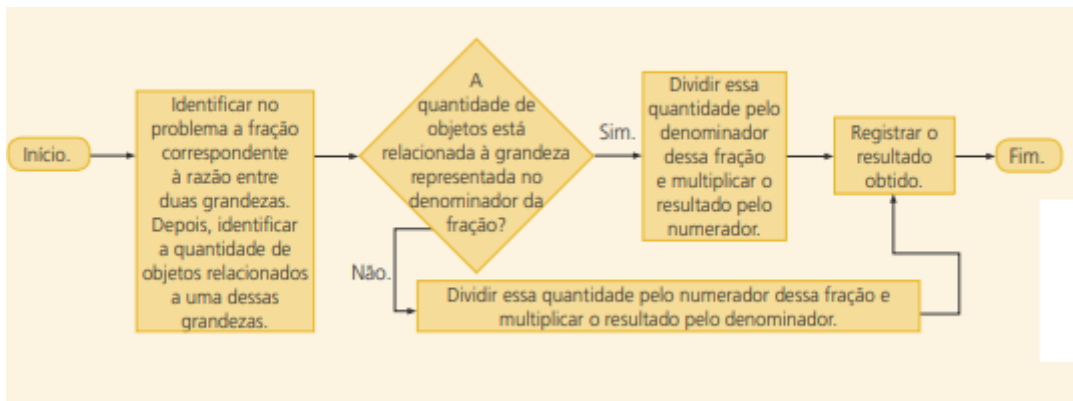 Início.
Identificar no
problema a fração
correspondente
à razão entre
duas grandezas.
Depois, identificar
a quantidade de
objetos relacionados
a uma dessas
grandezas.
A
quantidade de
objetos está
relacionada à grandeza
representada no
denominador da
fração?
Sim.
Dividir essa
quantidade pelo
denominador
dessa fração
e multiplicar o
resultado pelo
numerador.
Registrar o
resultado
obtido.
Fim.
Não.
Dividir essa quantidade pelo numerador dessa fração e
multiplicar o resultado pelo denominador.